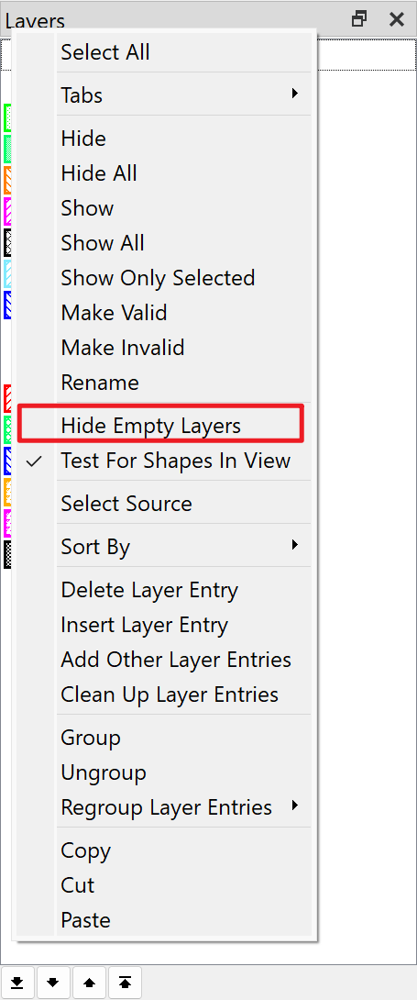 Layers
Select All
Tabs
Hide
Hide All
Show
Show All
Show Only Selected
Make Valid
Make Invalid
Rename
Hide Empty Layers
Test For Shapes In View
Select Source
Sort By
Delete Layer Entry
Insert Layer Entry
Add Other Layer Entries
Clean Up Layer Entries
Group
Ungroup
Regroup Layer Entries
Copy
Cut
Paste